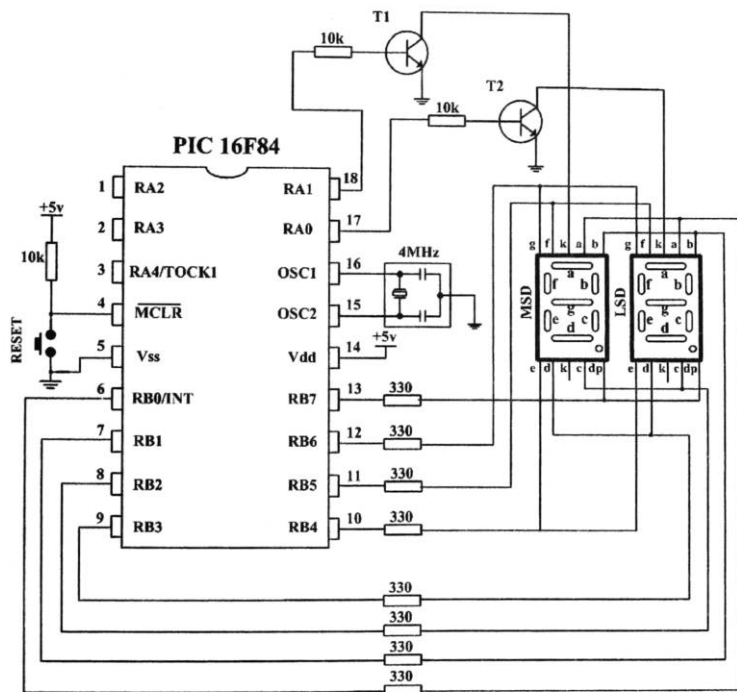 T1
10k
T2
10k
PIC 16F84
18
1 RA2 RA1
+5v
17
2 RA3 RA0
10k
4MHz
16
3 RA4/TOCK1 OSC1
15
4 MCLR OSC2
+5v
RESET
14
5 Vss Vdd
13
6 RB0/INT RB7 330
12
7 RB1 RB6 330
11
8 RB2 RB5 330
10
9 RB3 RB4 330
g f k a b
g f k a b
MSD
a
f b
g
e c
d
e d k c dp
LSD
a
f b
g
e c
d
e d k c dp
330
330
330
330